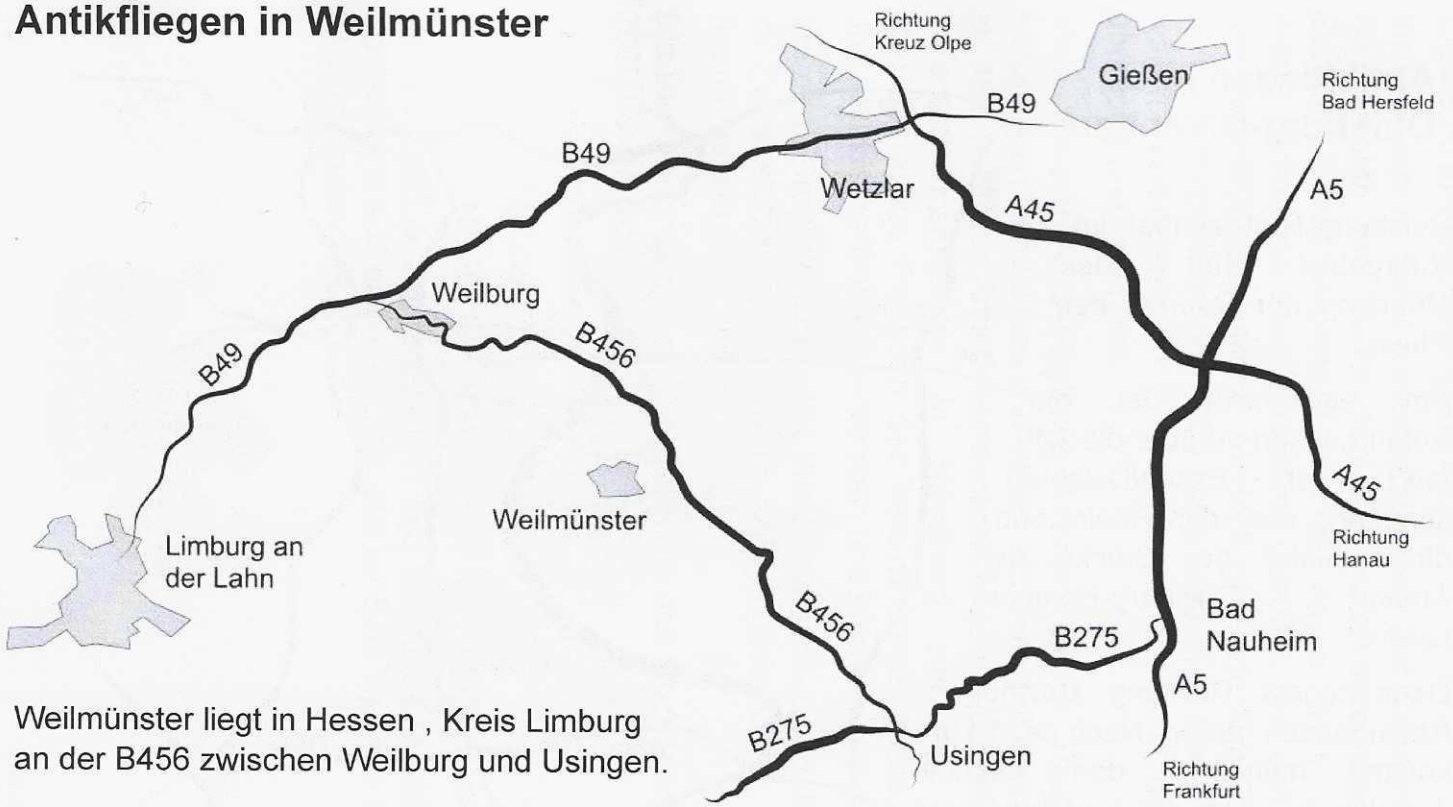 Antikfliegen in Weilmünster
Richtung
Kreuz Olpe
Gießen
Richtung
Bad Hersfeld
B49
B49
Wetzlar
A5
A45
Weilburg
B456
B49
A45
Weilmünster
Richtung
Hanau
Limburg an
der Lahn
B456
Bad
Nauheim
B275
A5
B275
Usingen
Richtung
Frankfurt
Weilmünster liegt in Hessen , Kreis Limburg
an der B456 zwischen Weilburg und Usingen.